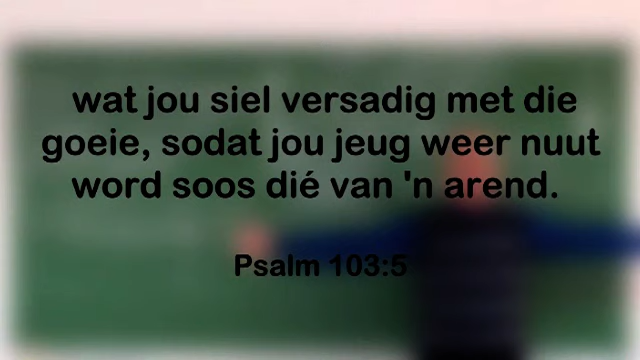 wat jou siel versadig met die
goeie, sodat jou jeug weer nuut
word soos dié van 'n arend.
Psalm 103:5